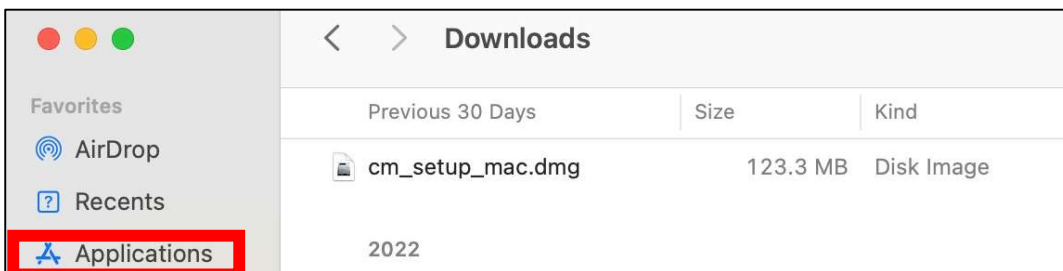 Downloads
Favorites
AirDrop
Recents
Applications
Previous 30 Days Size Kind
cm_setup_mac.dmg 123.3 MB Disk Image
2022